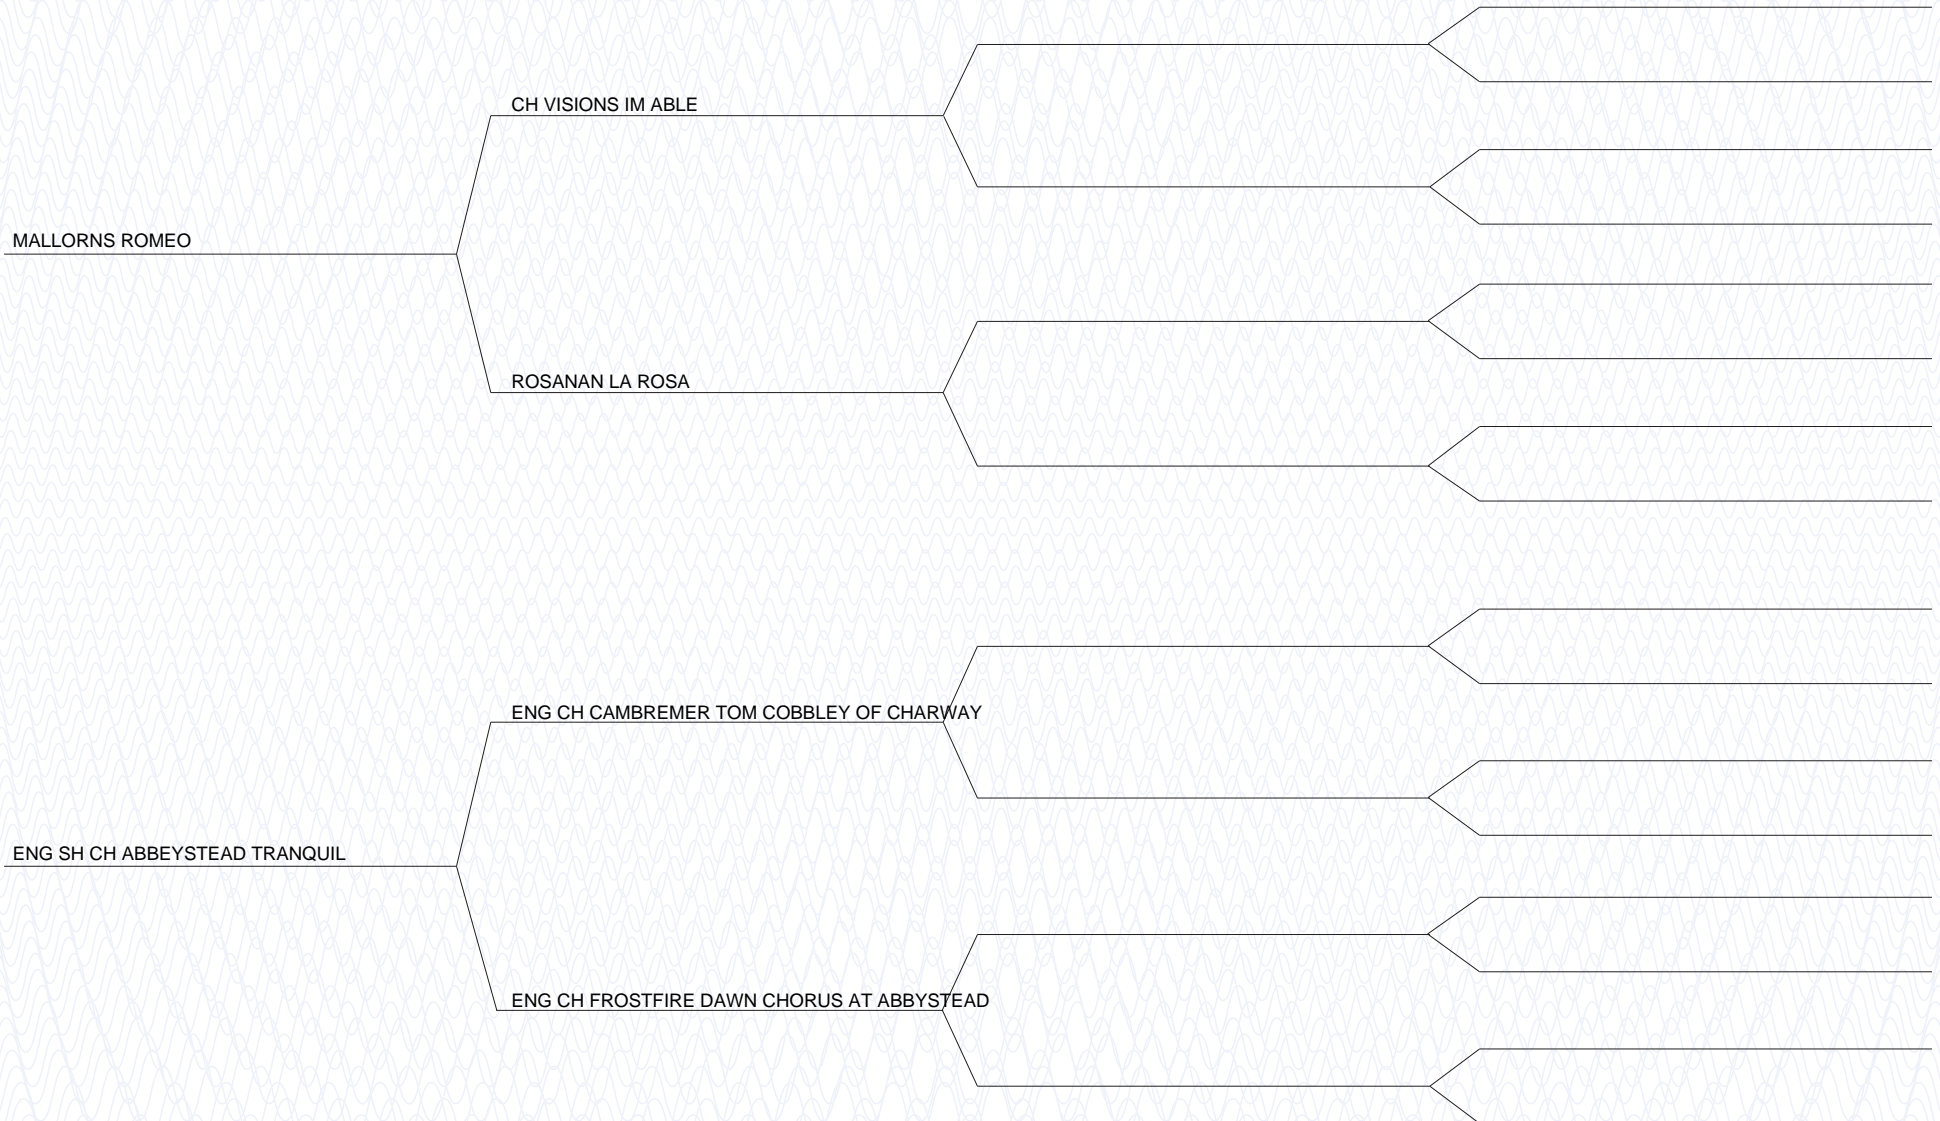 CH VISIONS IM ABLE
MALLORNS ROMEO
ROSANAN LA ROSA
ENG CH CAMBREMER TOM COBBLEY OF CHARWAY
ENG SH CH ABBEYSTEAD TRANQUIL
ENG CH FROSTFIRE DAWN CHORUS AT ABBYSTEAD